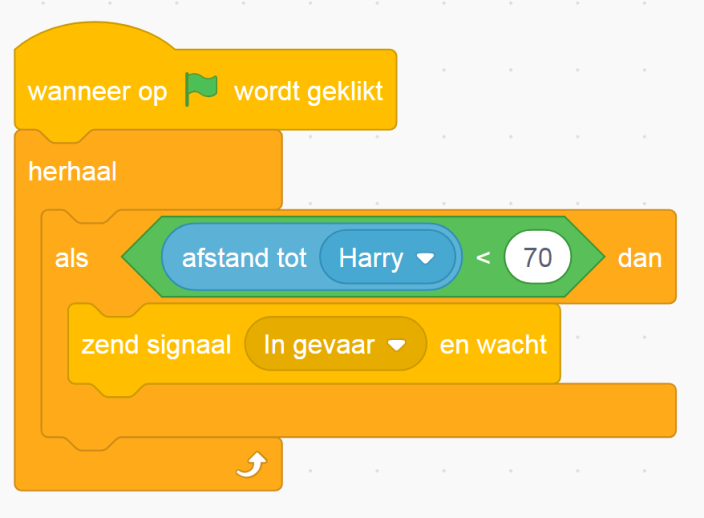 wanneer op wordt geklikt
herhaal
als afstand tot Harry < 70 dan
zend signaal In gevaar en wacht